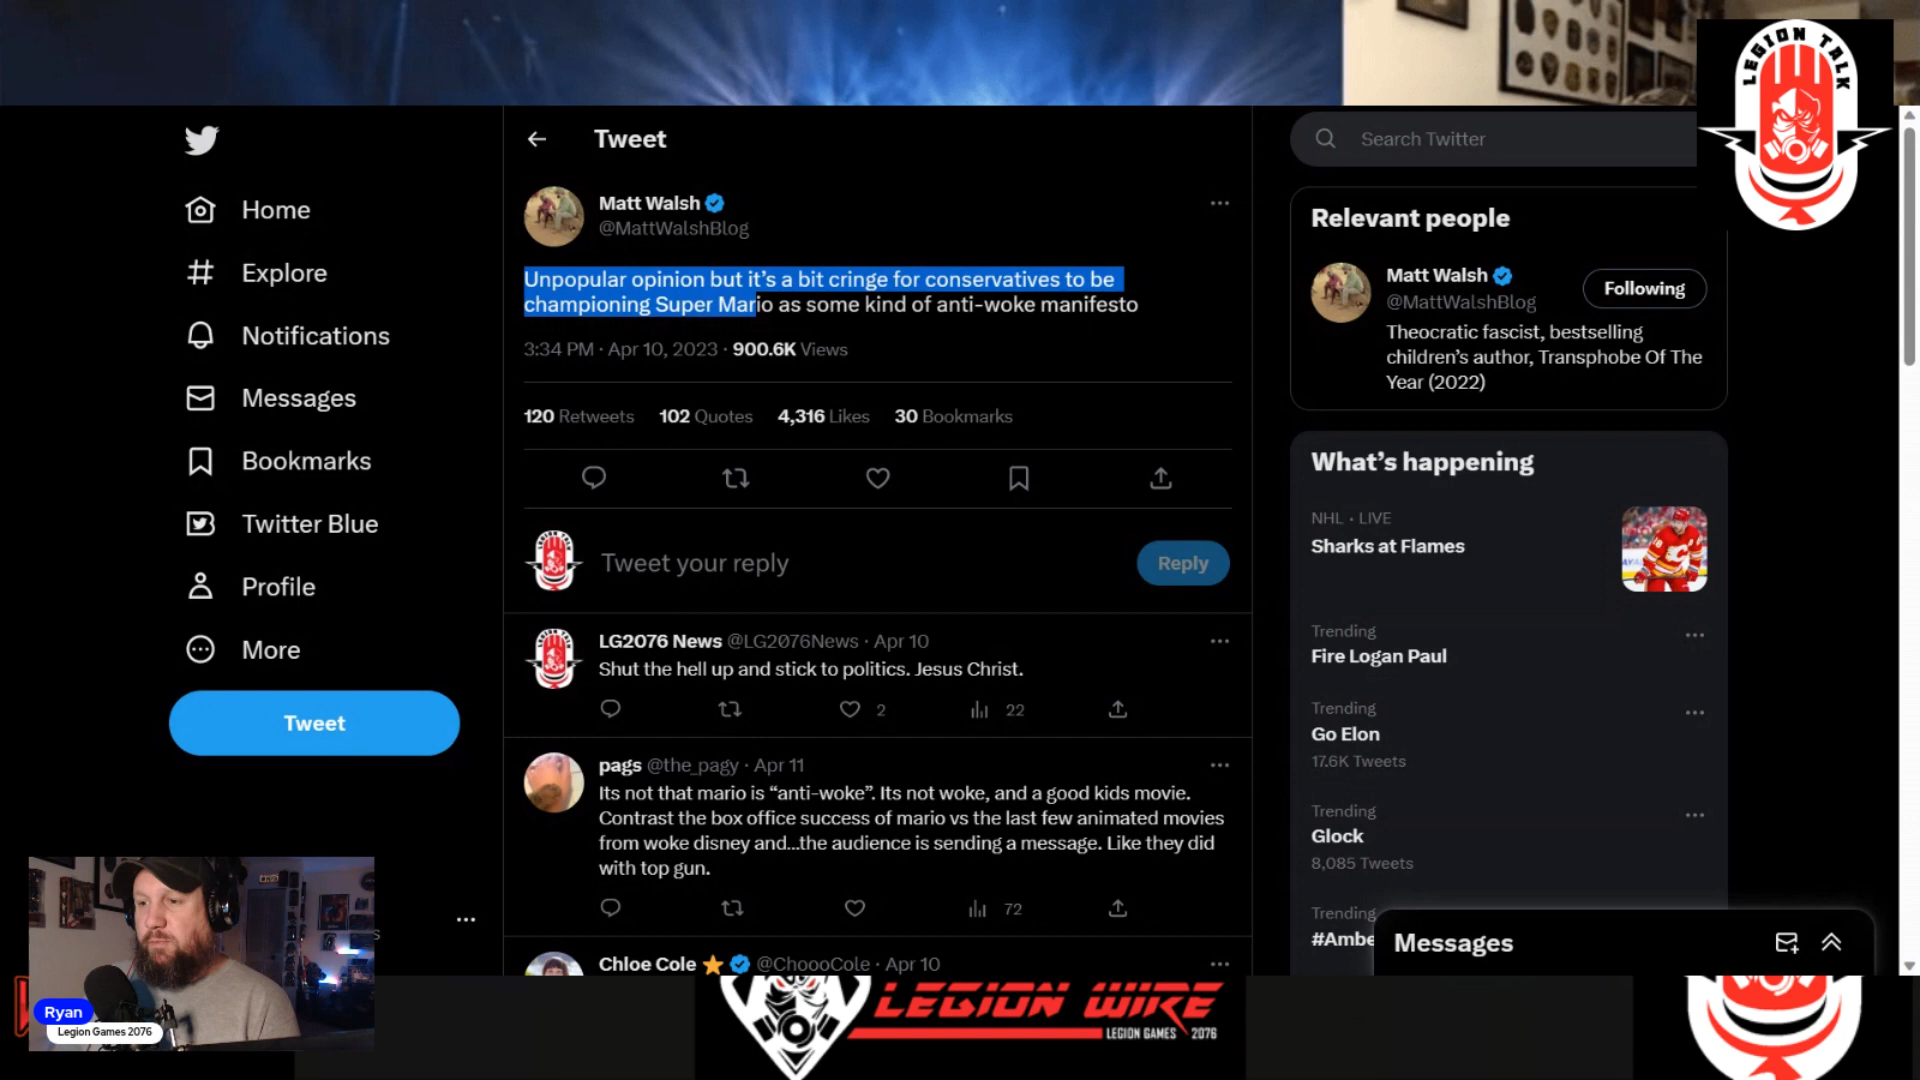 LEGION TALK
Tweet
Search Twitter
Home
Explore
Notifications
Messages
Bookmarks
Twitter Blue
Profile
More
Tweet
Matt Walsh
@MattWalshBlog
Unpopular opinion but it's a bit cringe for conservatives to be
championing Super Mario as some kind of anti-woke manifesto
3:34 PM · Apr 10, 2023 · 900.6K Views
120 Retweets 102 Quotes 4,316 Likes 30 Bookmarks
Tweet your reply
Reply
LG2076 News @LG2076News · Apr 10
Shut the hell up and stick to politics. Jesus Christ.
2 22
pags @the_pagy · Apr 11
Its not that mario is “anti-woke”. Its not woke, and a good kids movie.
Contrast the box office success of mario vs the last few animated movies
from woke disney and...the audience is sending a message. Like they did
with top gun.
72
Chloe Cole @ChoooCole · Apr 10
Relevant people
Matt Walsh
@MattWalshBlog
Following
Theocratic fascist, bestselling
children's author, Transphobe Of The
Year (2022)
What's happening
NHL · LIVE
Sharks at Flames
Trending
Fire Logan Paul
Trending
Go Elon
17.6K Tweets
Trending
Glock
8,085 Tweets
Trending
#Ambe
Messages
Ryan
Legion Games 2076
LEGION WIRE
LEGION GAMES 2076